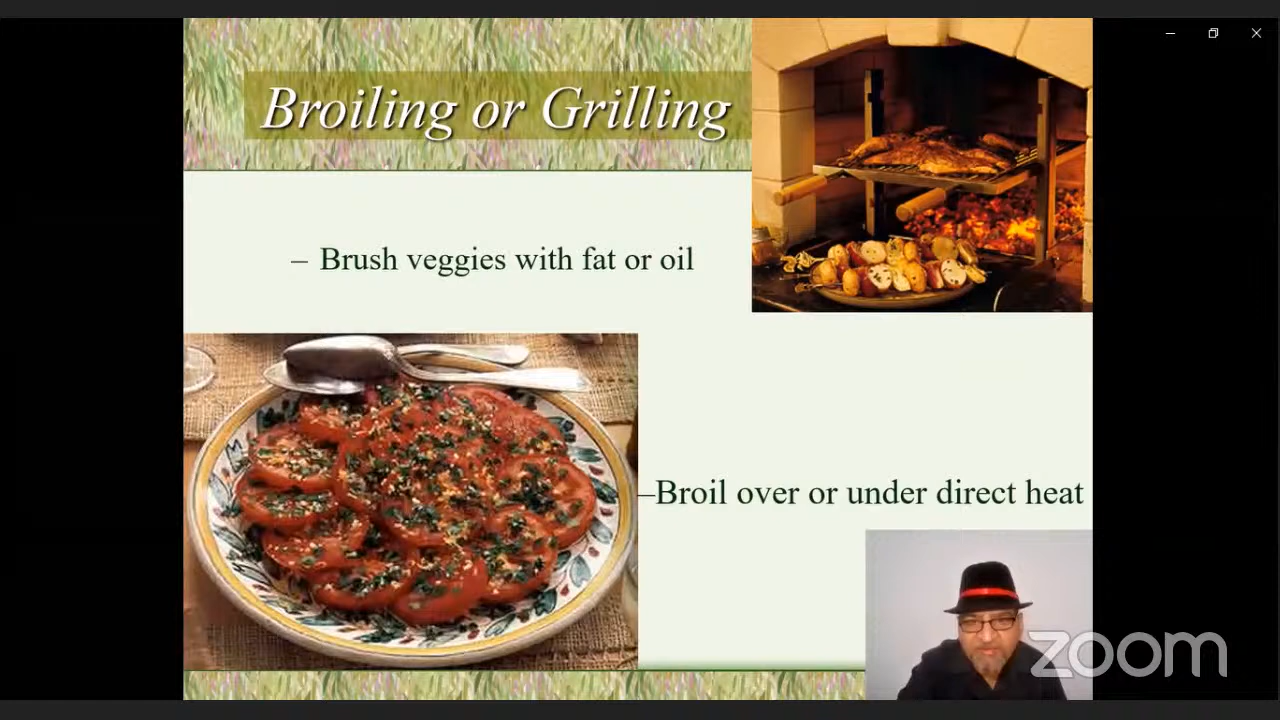 Broiling or Grilling
– Brush veggies with fat or oil
–Broil over or under direct heat
zoom